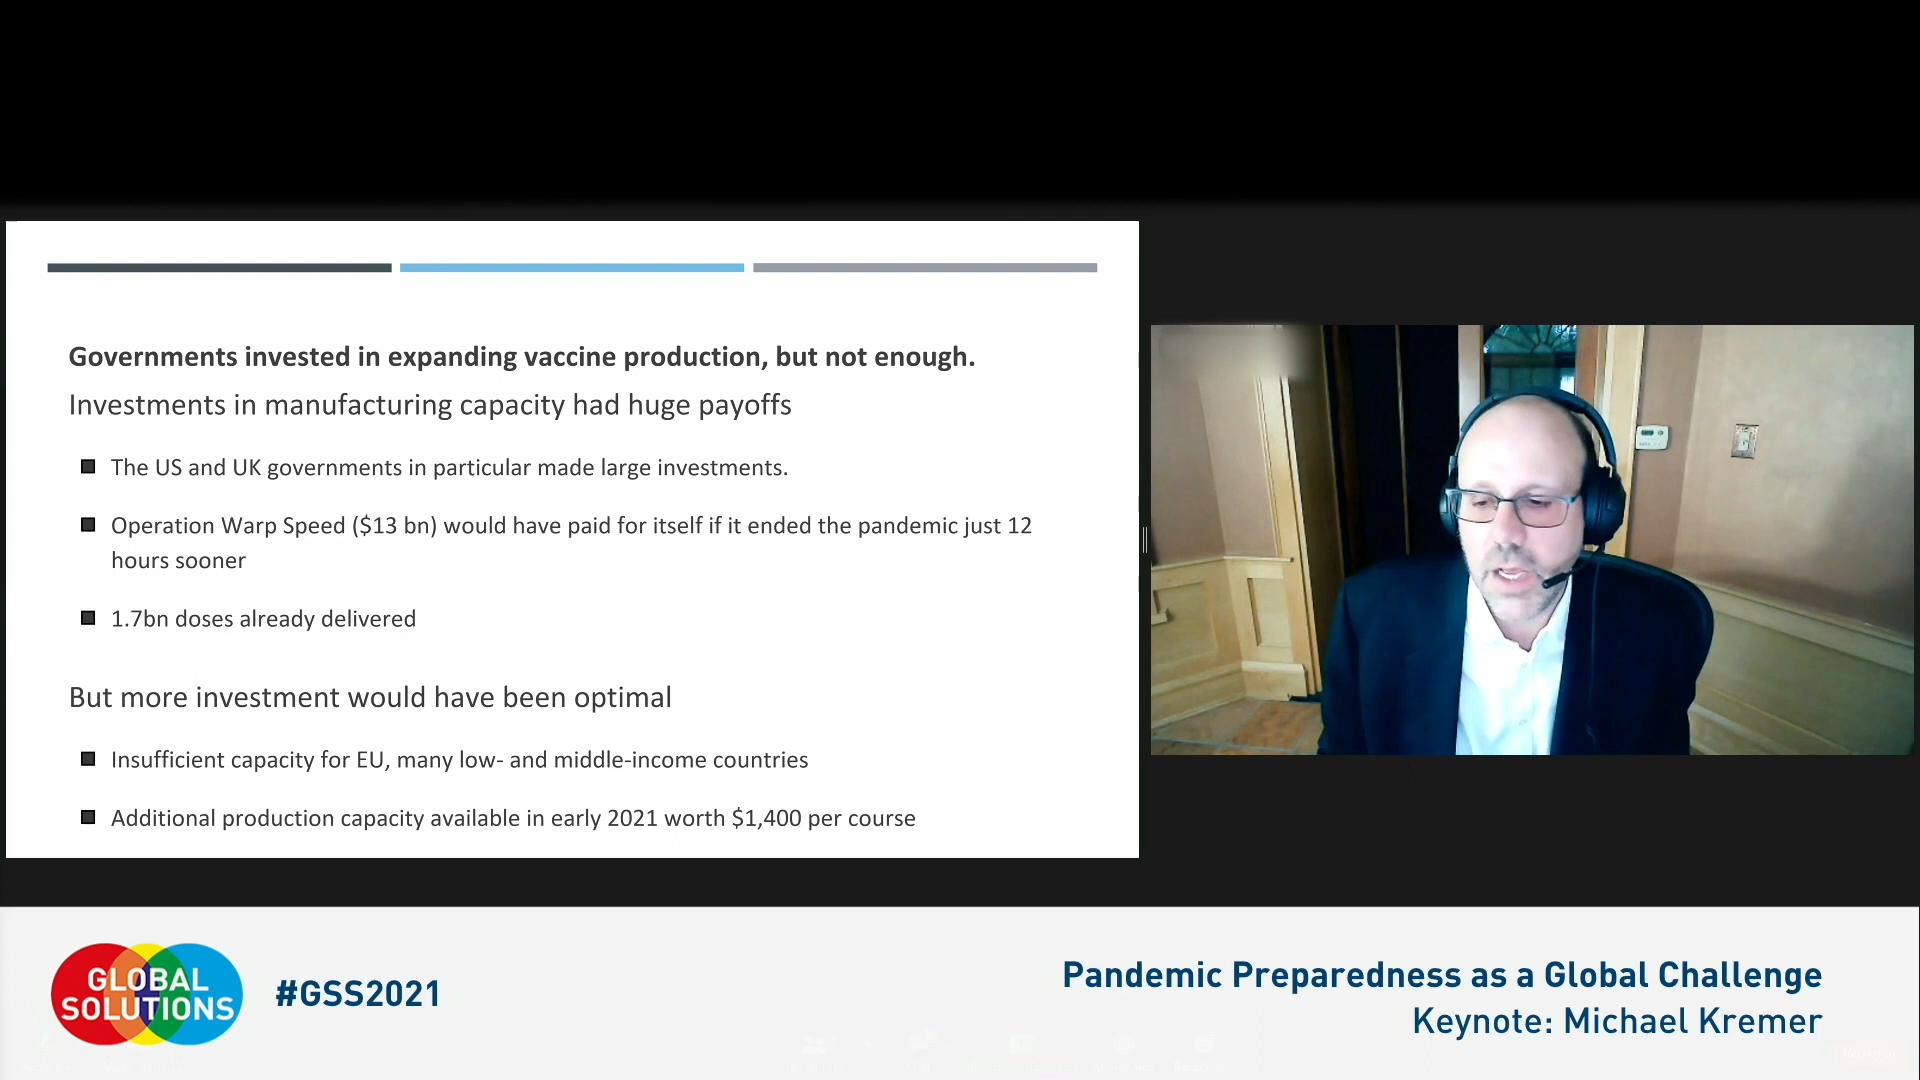 Governments invested in expanding vaccine production, but not enough.
Investments in manufacturing capacity had huge payoffs
The US and UK governments in particular made large investments.
Operation Warp Speed ($13 bn) would have paid for itself if it ended the pandemic just 12
hours sooner
1.7bn doses already delivered
But more investment would have been optimal
Insufficient capacity for EU, many low- and middle-income countries
Additional production capacity available in early 2021 worth $1,400 per course
GLOBAL
SOLUTIONS
#GSS2021
Pandemic Preparedness as a Global Challenge
Keynote: Michael Kremer